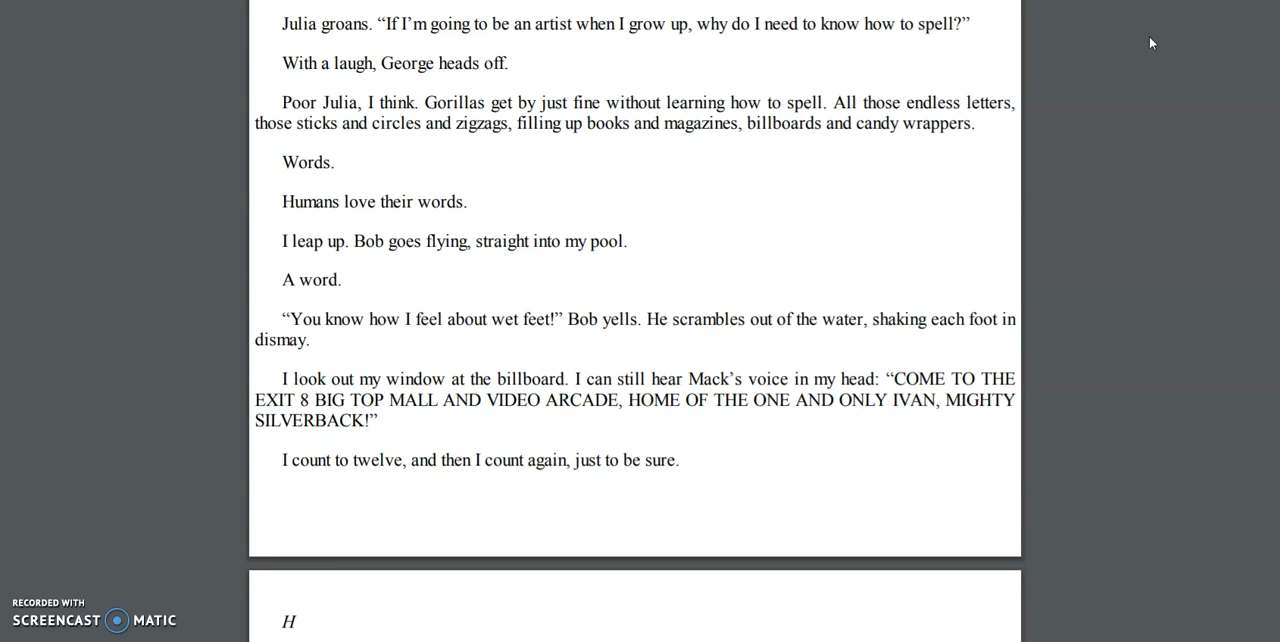 Julia groans. “If I’m going to be an artist when I grow up, why do I need to know how to spell?”
With a laugh, George heads off.
Poor Julia, I think. Gorillas get by just fine without learning how to spell. All those endless letters,
those sticks and circles and zigzags, filling up books and magazines, billboards and candy wrappers.
Words.
Humans love their words.
I leap up. Bob goes flying, straight into my pool.
A word.
“You know how I feel about wet feet!” Bob yells. He scrambles out of the water, shaking each foot in
dismay.
I look out my window at the billboard. I can still hear Mack’s voice in my head: “COME TO THE
EXIT 8 BIG TOP MALL AND VIDEO ARCADE, HOME OF THE ONE AND ONLY IVAN, MIGHTY
SILVERBACK!”
I count to twelve, and then I count again, just to be sure.
H
RECORDED WITH
SCREENCAST MATIC